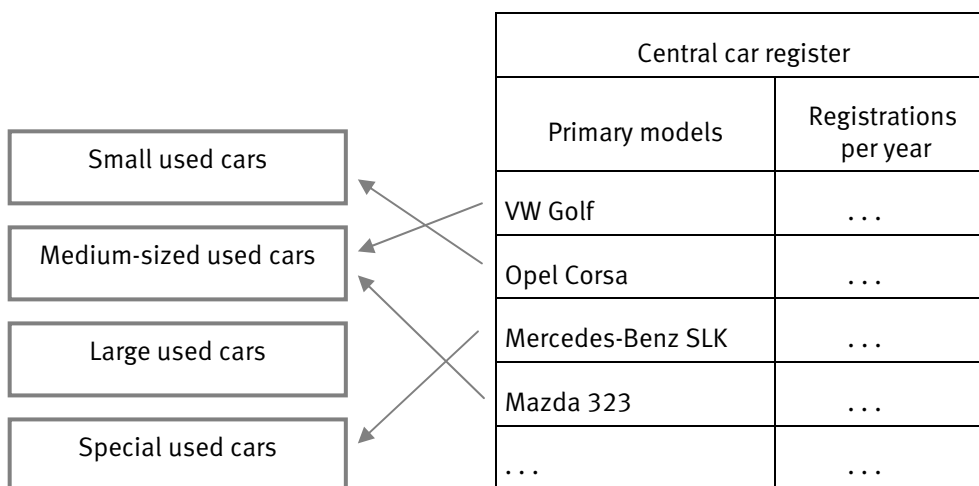 Small used cars
Medium-sized used cars
Large used cars
Special used cars
Central car register
Primary models
Registrations
per year
VW Golf
. . .
Opel Corsa
. . .
Mercedes-Benz SLK
. . .
Mazda 323
. . .
. . .
. . .